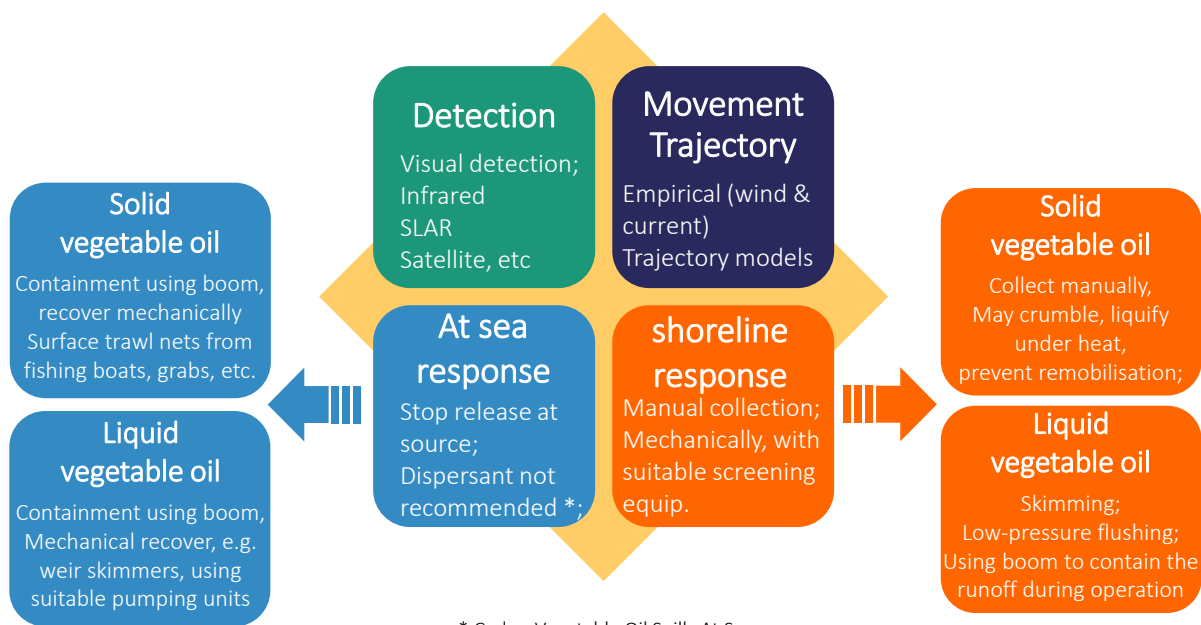 Detection
Visual detection;
Infrared
SLAR
Satellite, etc
Movement
Trajectory
Empirical (wind &
current)
Trajectory models
Solid
vegetable oil
Containment using boom,
recover mechanically
Surface trawl nets from
fishing boats, grabs, etc.
Liquid
vegetable oil
Containment using boom,
Mechanical recover, e.g.
weir skimmers, using
suitable pumping units
At sea
response
Stop release at
source;
Dispersant not
recommended *;
shoreline
response
Manual collection;
Mechanically, with
suitable screening
equip.
Solid
vegetable oil
Collect manually,
May crumble, liquify
under heat,
prevent remobilisation;
Liquid
vegetable oil
Skimming;
Low-pressure flushing;
Using boom to contain the
runoff during operation
Vegetable Oil Spills At